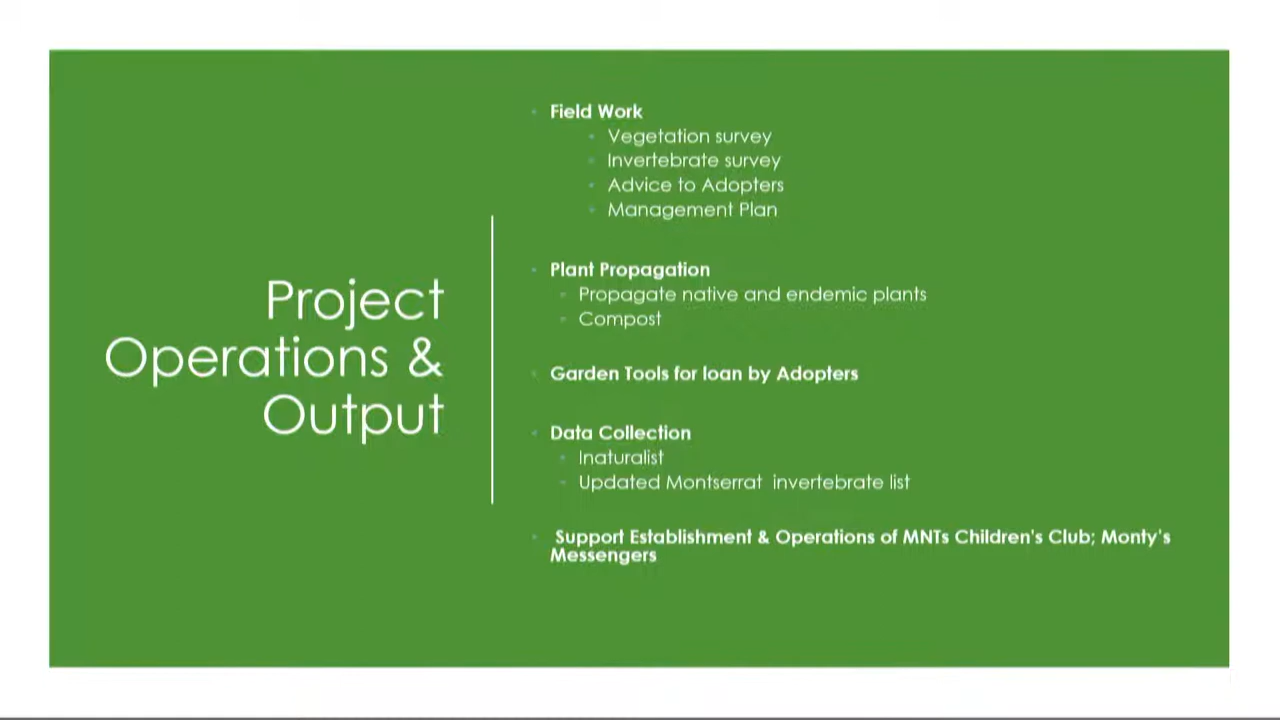 Project
Operations &
Output
Field Work
Vegetation survey
Invertebrate survey
Advice to Adopters
Management Plan
Plant Propagation
Propagate native and endemic plants
Compost
Garden Tools for loan by Adopters
Data Collection
Inaturalist
Updated Montserrat invertebrate list
Support Establishment & Operations of MNTs Children's Club; Monty's
Messengers